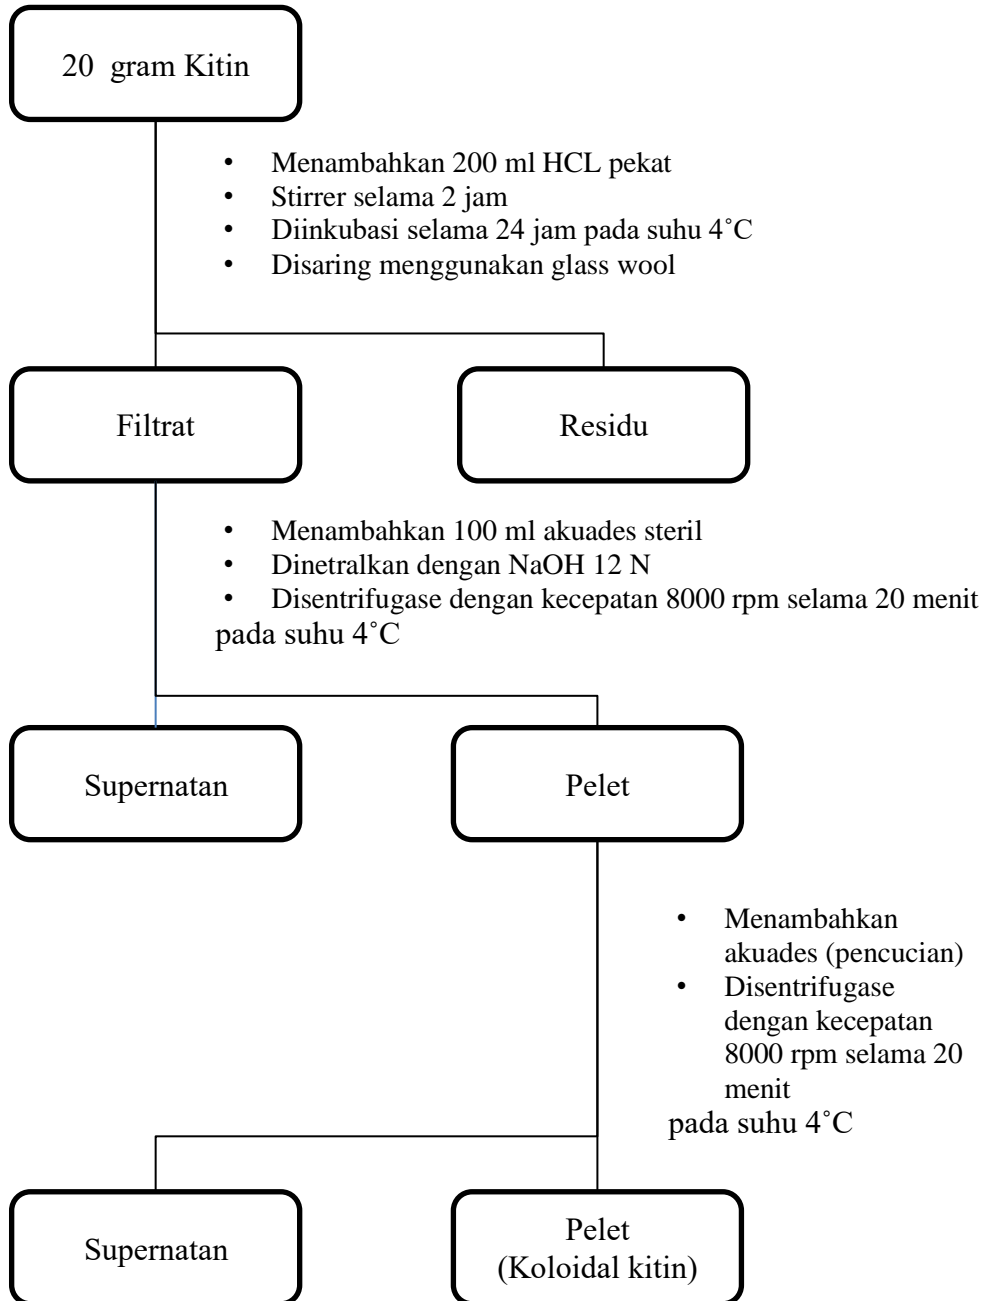 20 gram Kitin
• Menambahkan 200 ml HCL pekat
• Stirrer selama 2 jam
• Diinkubasi selama 24 jam pada suhu 4˚C
• Disaring menggunakan glass wool
Filtrat
Residu
• Menambahkan 100 ml akuades steril
• Dinetralkan dengan NaOH 12 N
• Disentrifugase dengan kecepatan 8000 rpm selama 20 menit
pada suhu 4˚C
Supernatan
Pelet
• Menambahkan
akuades (pencucian)
• Disentrifugase
dengan kecepatan
8000 rpm selama 20
menit
pada suhu 4˚C
Supernatan
Pelet
(Koloidal kitin)